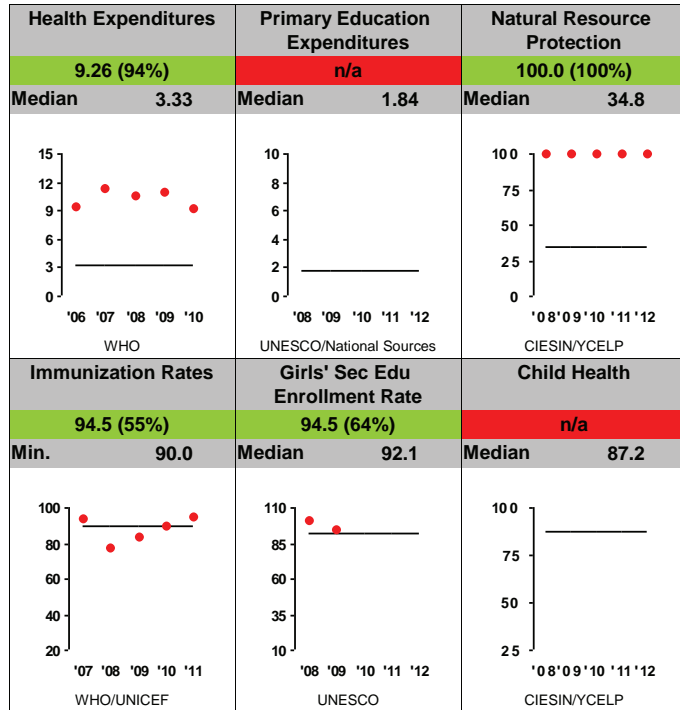 Health Expenditures
9.26 (94%)
Median 3.33
15
12
9
6
3
0
'06 '07 '08 '09 '10
WHO
Primary Education
Expenditures
n/a
Median 1.84
10
8
6
4
2
0
'08 '09 '10 '11 '12
UNESCO/National Sources
Natural Resource
Protection
100.0 (100%)
Median 34.8
100
75
50
25
0
'08 '09 '10 '11 '12
CIESIN/YCELP
Immunization Rates
94.5 (55%)
Min. 90.0
100
80
60
40
20
'07 '08 '09 '10 '11
WHO/UNICEF
Girls' Sec Edu
Enrollment Rate
94.5 (64%)
Median 92.1
110
85
60
35
10
'08 '09 '10 '11 '12
UNESCO
Child Health
n/a
Median 87.2
100
75
50
25
'08 '09 '10 '11 '12
CIESIN/YCELP